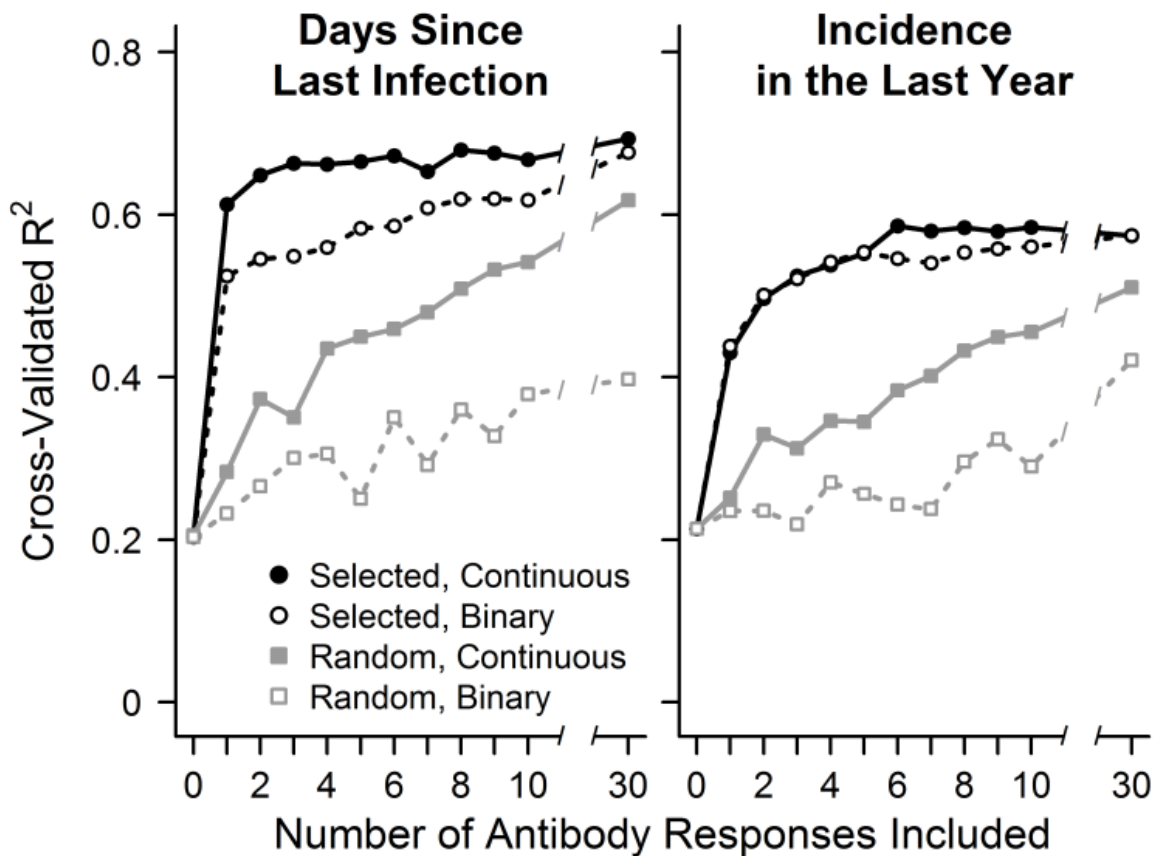 Days Since
Last Infection
Incidence
in the Last Year
Cross-Validated R²
0.8
0.6
0.4
0.2
0
Selected, Continuous
Selected, Binary
Random, Continuous
Random, Binary
0 2 4 6 8 10 30
0 2 4 6 8 10 30
Number of Antibody Responses Included